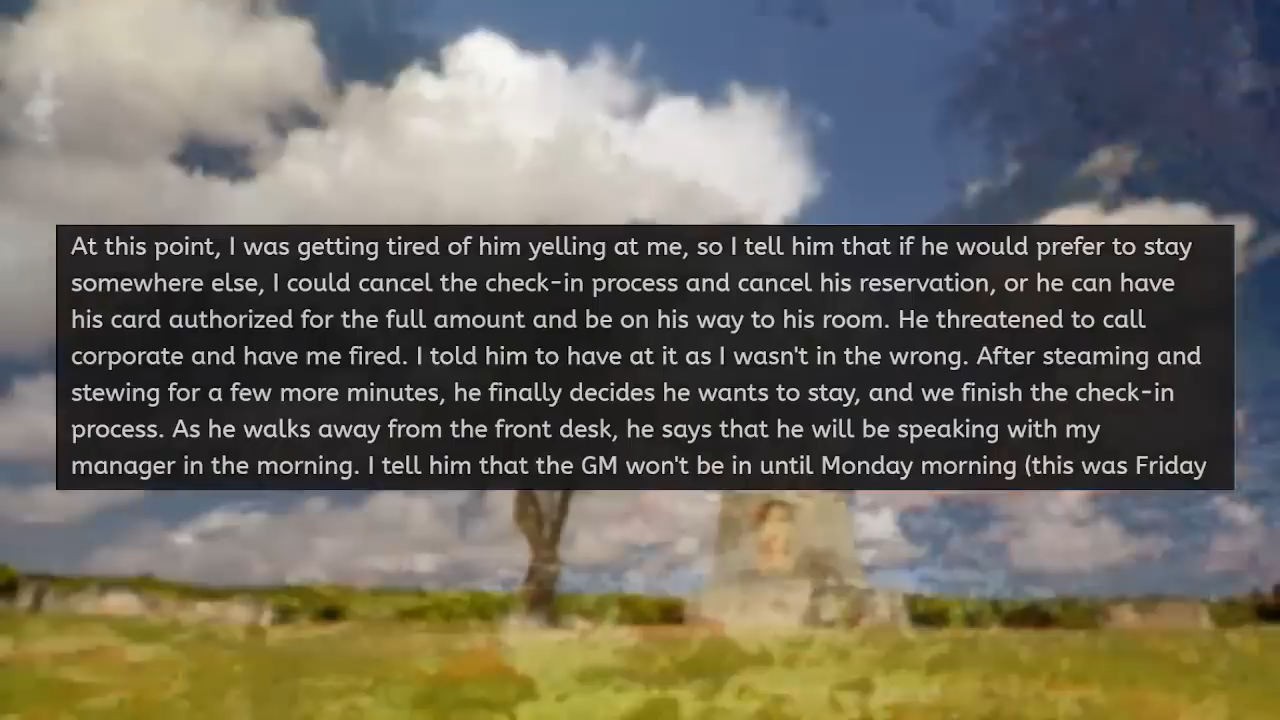 At this point, I was getting tired of him yelling at me, so I tell him that if he would prefer to stay
somewhere else, I could cancel the check-in process and cancel his reservation, or he can have
his card authorized for the full amount and be on his way to his room. He threatened to call
corporate and have me fired. I told him to have at it as I wasn't in the wrong. After steaming and
stewing for a few more minutes, he finally decides he wants to stay, and we finish the check-in
process. As he walks away from the front desk, he says that he will be speaking with my
manager in the morning. I tell him that the GM won't be in until Monday morning (this was Friday